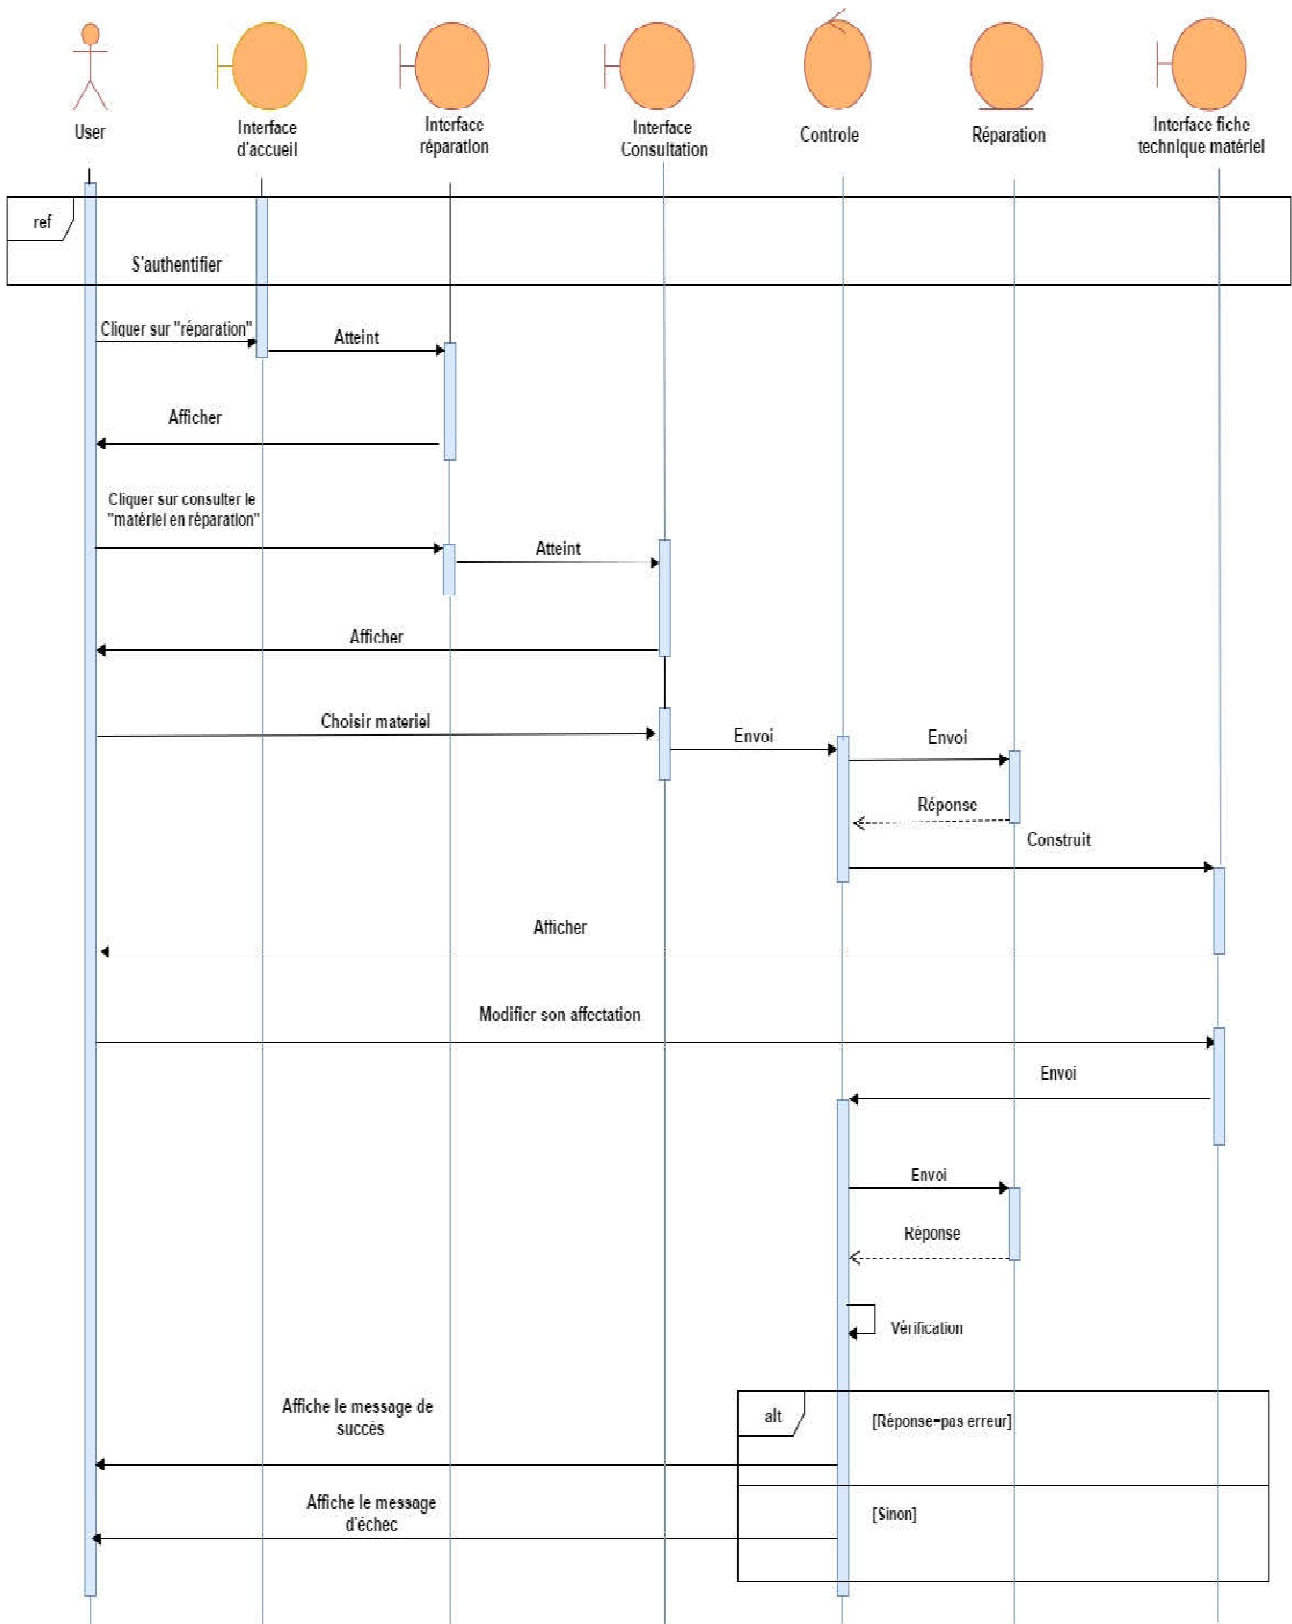 User
Interface
d'accueil
Interface
réparation
Interface
Consultation
Controle
Réparation
Interface fiche
technique matériel
ref
S'authentifier
Cliquer sur "réparation"
Atteint
Afficher
Cliquer sur consulter le
"matériel en réparation"
Atteint
Afficher
Choisir materiel
Envoi
Envoi
Réponse
Construit
Afficher
Modifier son affectation
Envoi
Envoi
Réponse
Vérification
Affiche le message de
succès
alt
[Réponse=pas erreur]
Affiche le message
d'échec
[Sinon]